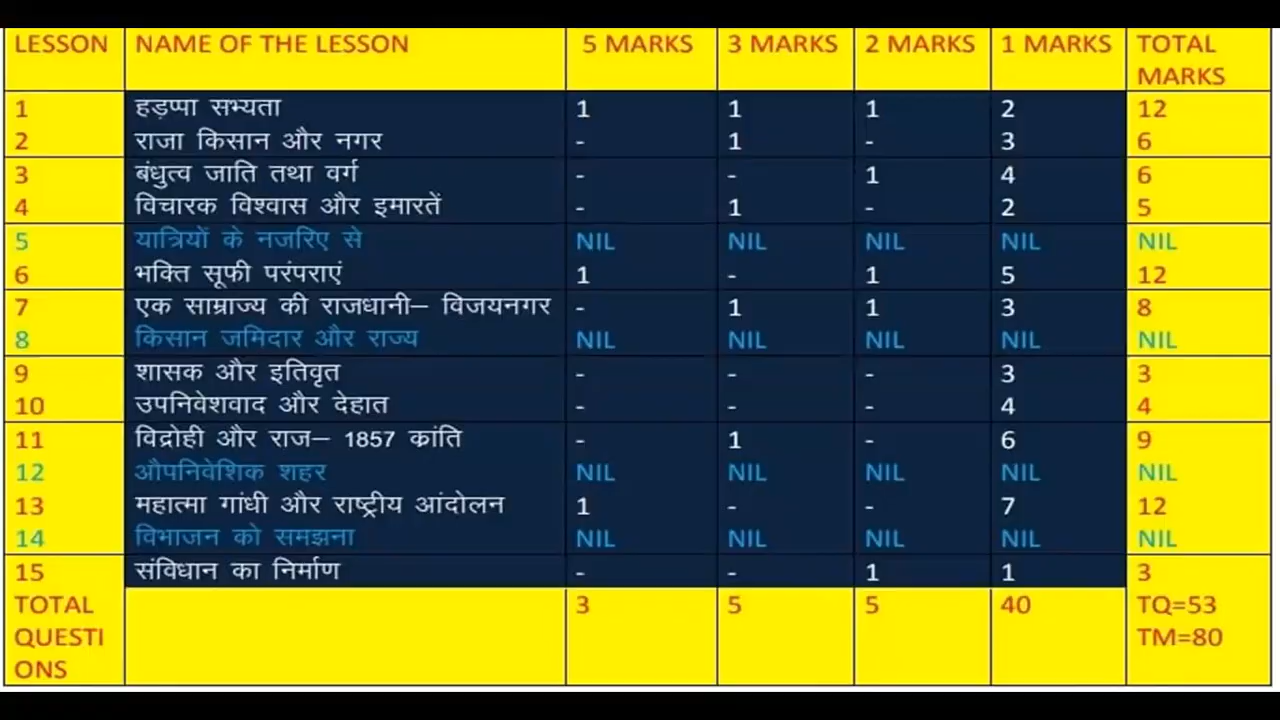 LESSON NAME OF THE LESSON 5 MARKS 3 MARKS 2 MARKS 1 MARKS TOTAL
MARKS
1 हड़प्पा सभ्यता 1 1 1 2 12
2 राजा किसान और नगर - 1 - 3 6
3 बंधुत्व जाति तथा वर्ग - - 1 4 6
4 विचारक विश्वास और इमारतें - 1 - 2 5
5 यात्रियों के नजरिए से NIL NIL NIL NIL NIL
6 भक्ति सूफी परंपराएं 1 - 1 5 12
7 एक साम्राज्य की राजधानी– विजयनगर - 1 1 3 8
8 किसान जमिदार और राज्य NIL NIL NIL NIL NIL
9 शासक और इतिवृत - - - 3 3
10 उपनिवेशवाद और देहात - - - 4 4
11 विद्रोही और राज– 1857 क्रांति - 1 - 6 9
12 औपनिवेशिक शहर NIL NIL NIL NIL NIL
13 महात्मा गांधी और राष्ट्रीय आंदोलन 1 - - 7 12
14 विभाजन को समझना NIL NIL NIL NIL NIL
15 संविधान का निर्माण - - 1 1 3
TOTAL 3 5 5 40 TQ=53
QUESTI TM=80
ONS